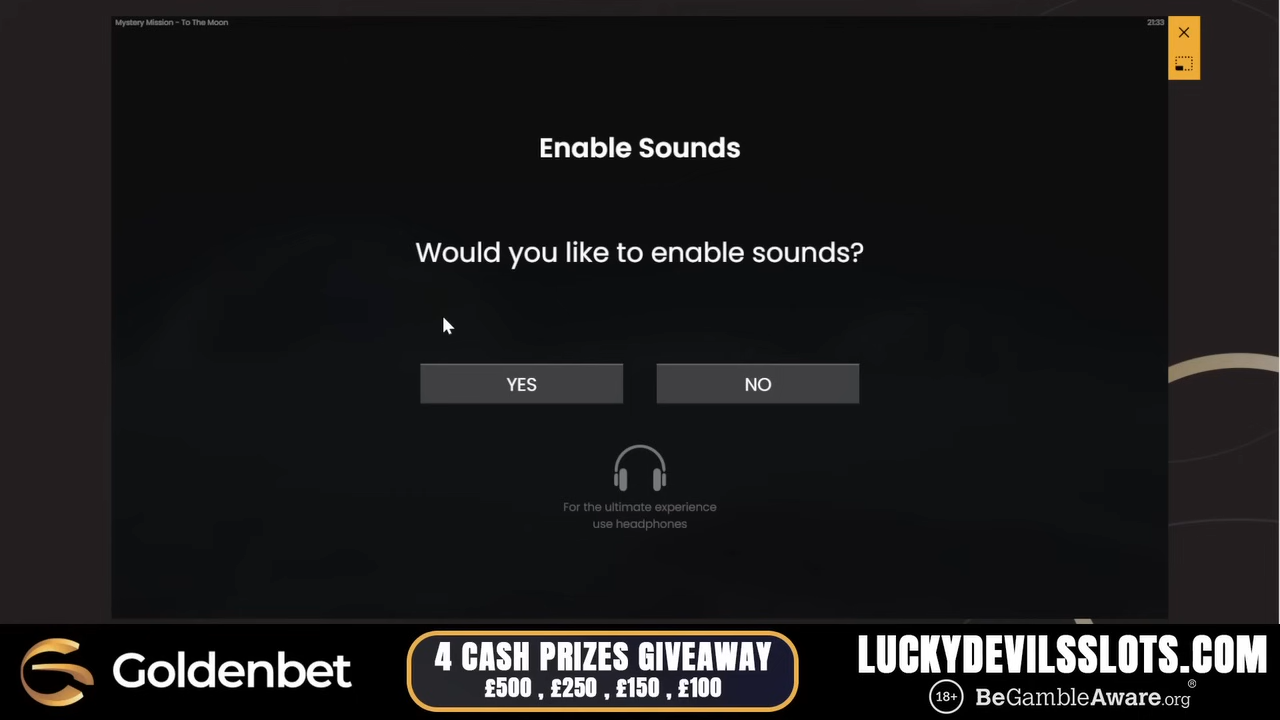 Mystery Mission - To The Moon
21:33
Enable Sounds
Would you like to enable sounds?
YES
NO
For the ultimate experience
use headphones
Goldenbet
4 CASH PRIZES GIVEAWAY
£500 , £250 , £150 , £100
LUCKYDEVILSSLOTS.COM
18+ BeGambleAware.org®